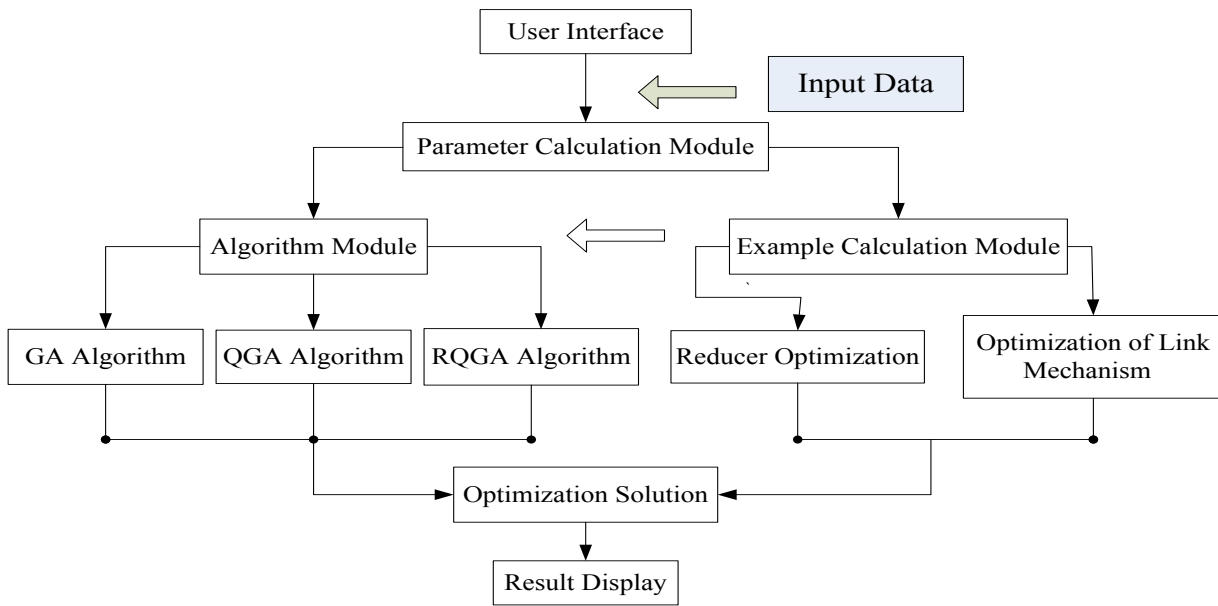 User Interface
Input Data
Parameter Calculation Module
Algorithm Module
Example Calculation Module
GA Algorithm
QGA Algorithm
RQGA Algorithm
Reducer Optimization
Optimization of Link
Mechanism
Optimization Solution
Result Display